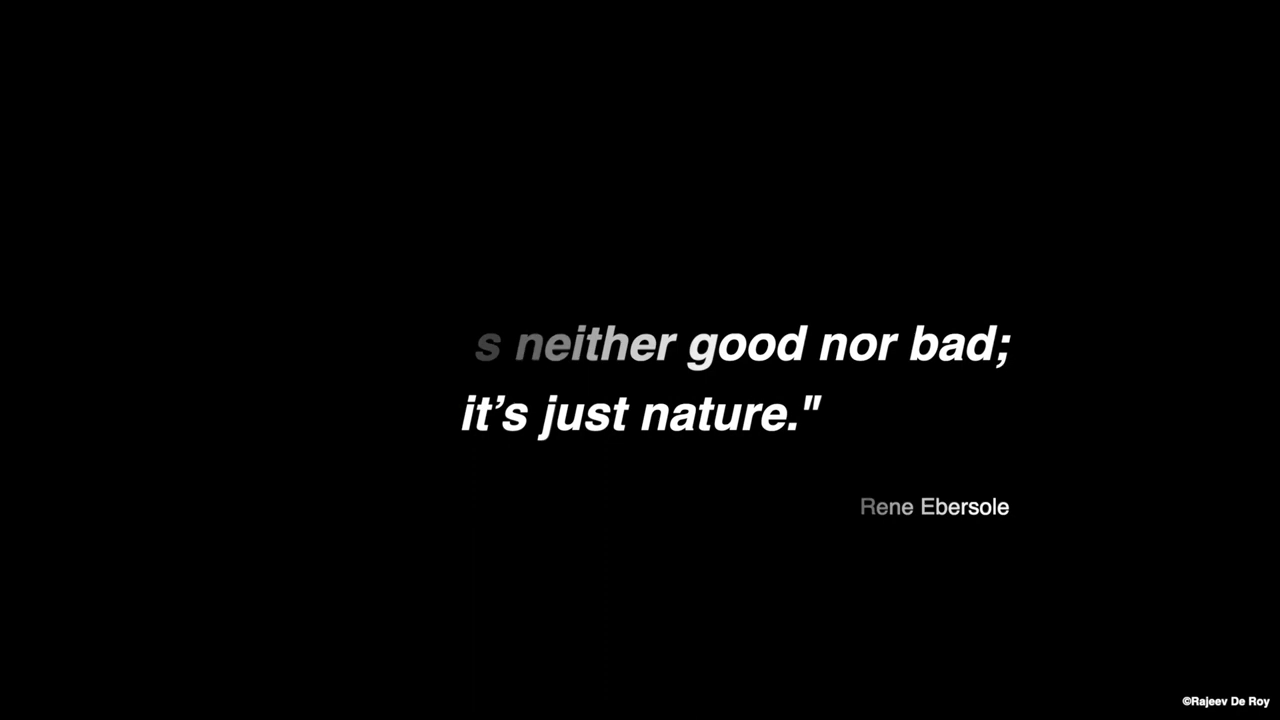 s neither good nor bad;
it’s just nature."
Rene Ebersole
©Rajeev De Roy